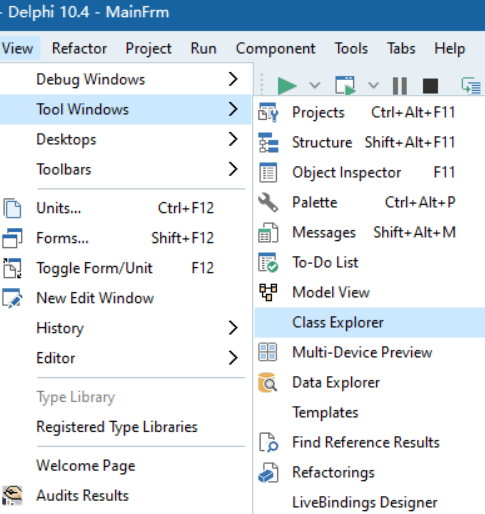 - Delphi 10.4 - MainFrm
View Refactor Project Run Component Tools Tabs Help
Debug Windows
Tool Windows
Desktops
Toolbars
Units... Ctrl+F12
Forms... Shift+F12
Toggle Form/Unit F12
New Edit Window
History
Editor
Type Library
Registered Type Libraries
Welcome Page
Audits Results
Projects Ctrl+Alt+F11
Structure Shift+Alt+F11
Object Inspector F11
Palette Ctrl+Alt+P
Messages Shift+Alt+M
To-Do List
Model View
Class Explorer
Multi-Device Preview
Data Explorer
Templates
Find Reference Results
Refactorings
LiveBindings Designer